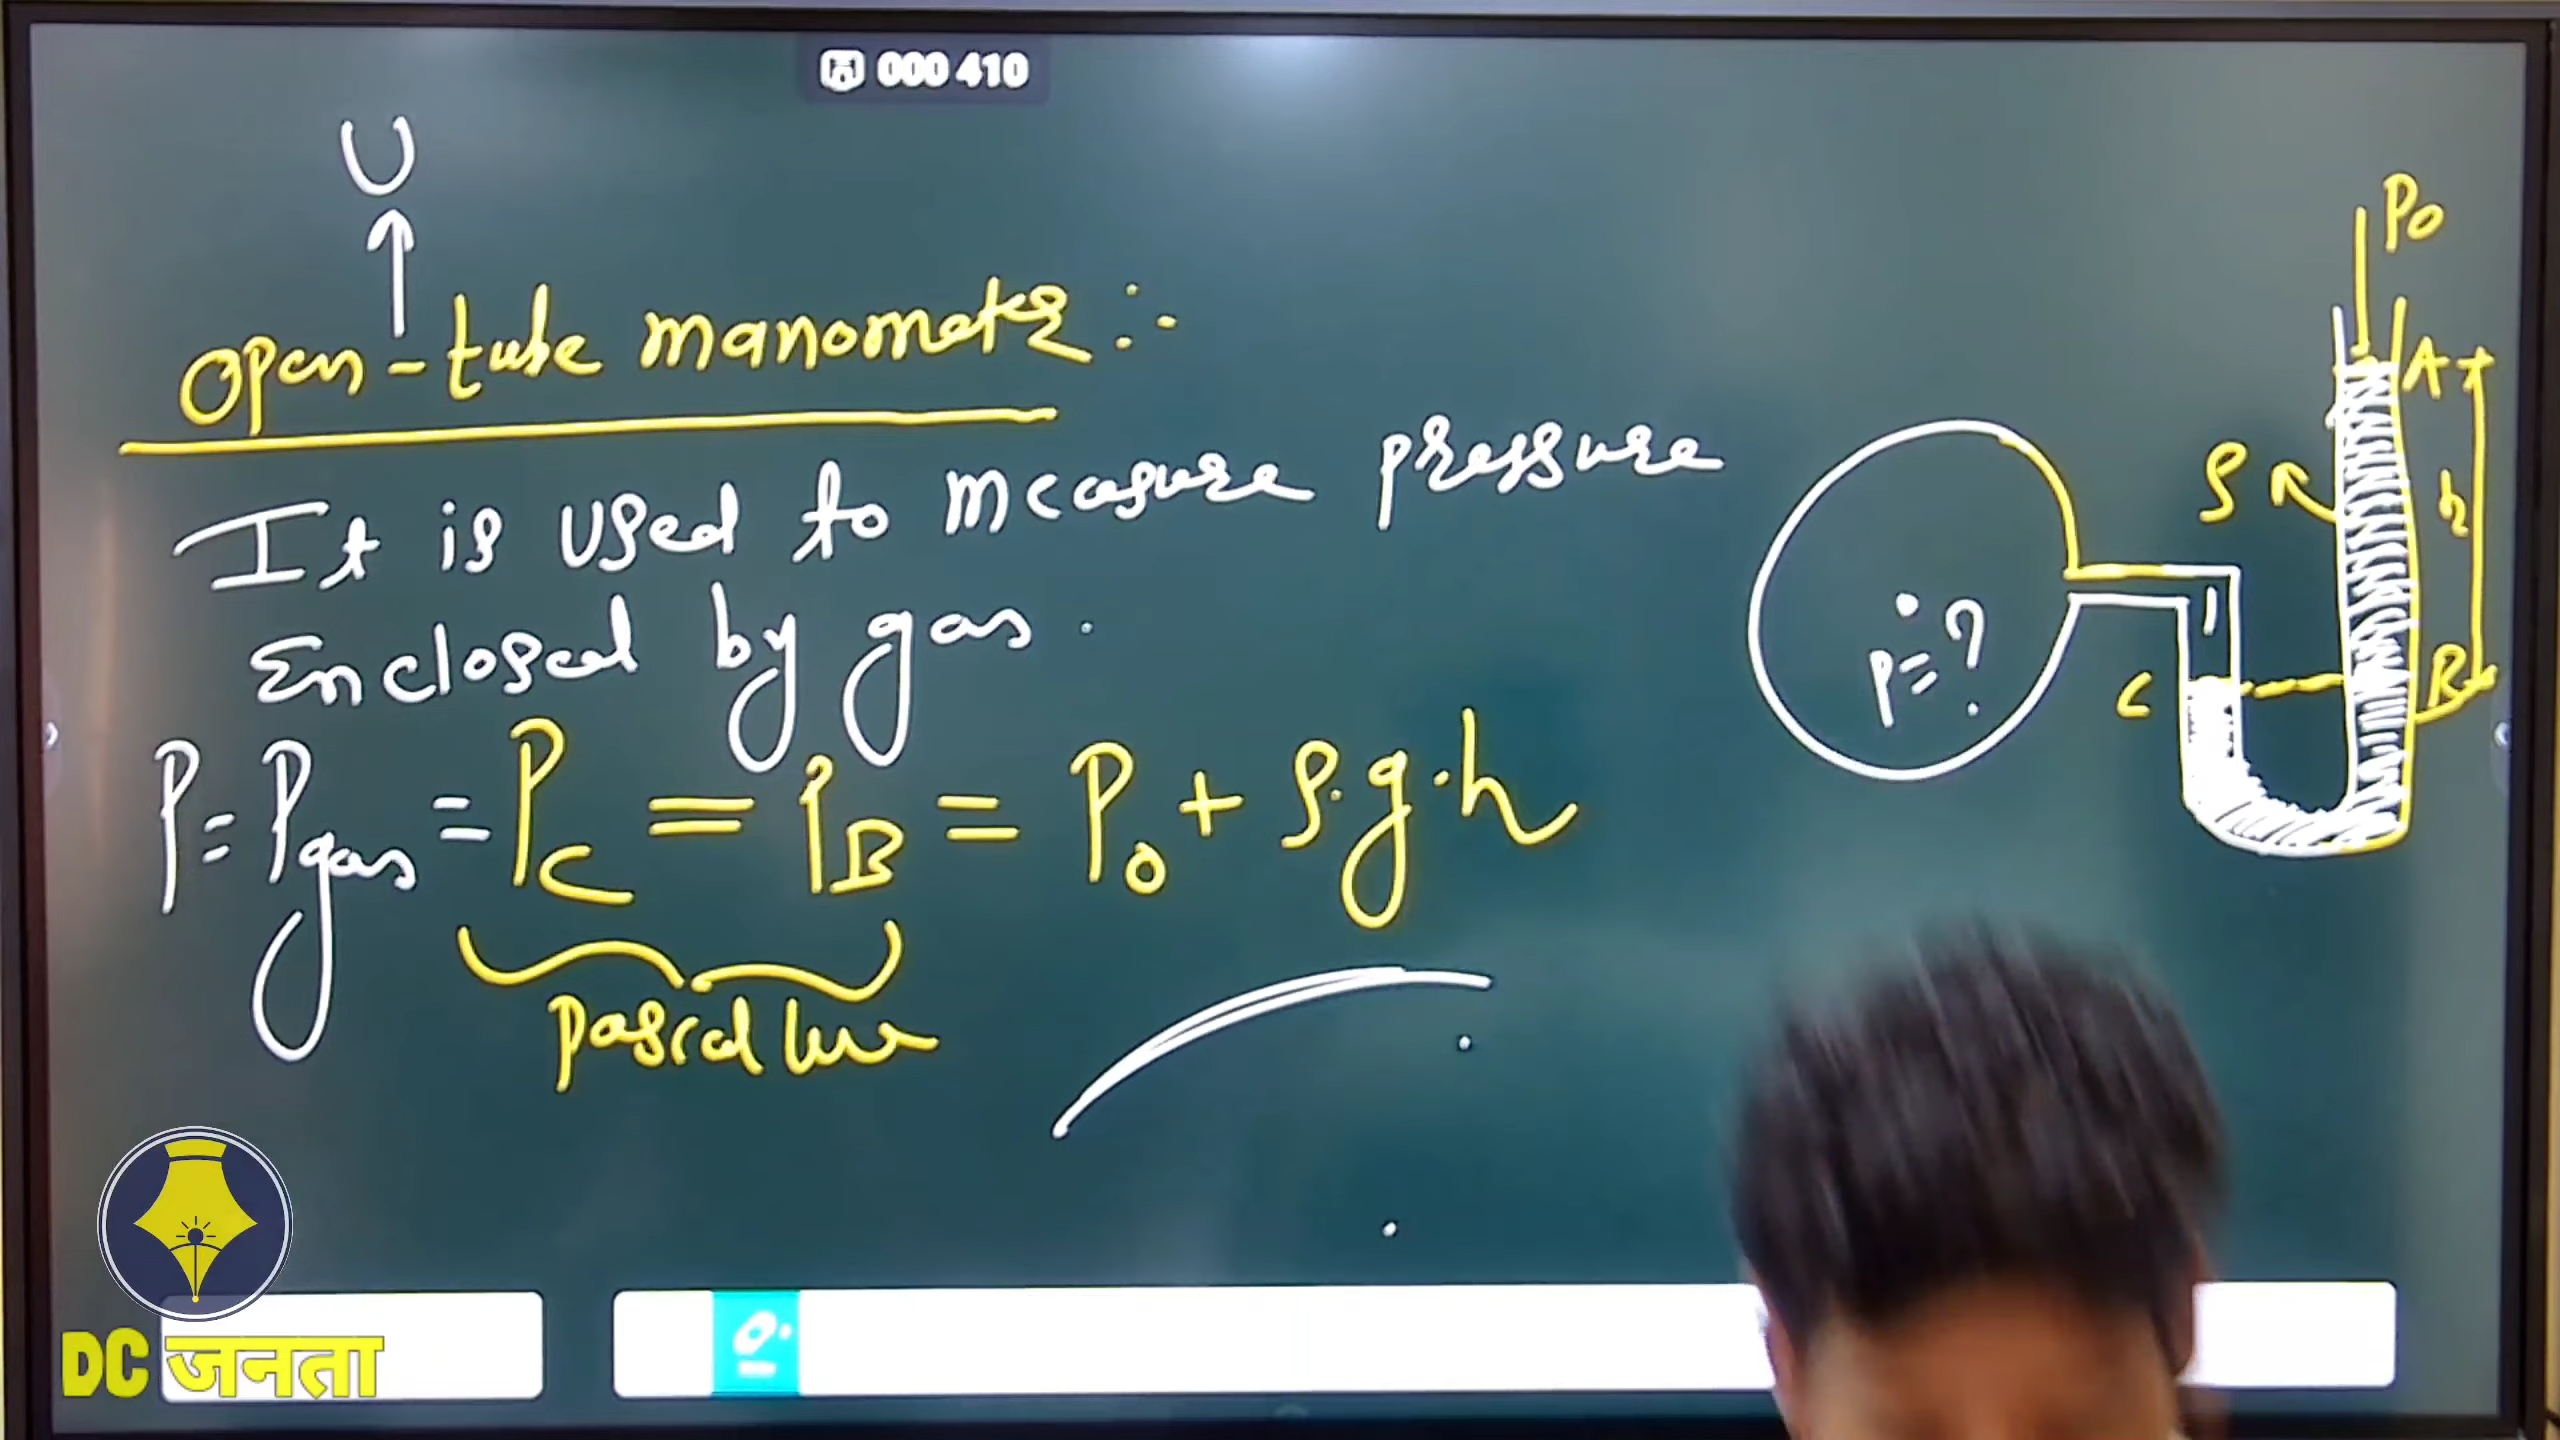 000 410
U
open-tube manometer :-
It is used to measure pressure
Enclosed by gas.
P = Pgas = PC = PB = P0 + ρ.g.h
pascal law
P0
A
ρ
h
P = ?
C
B
DC जनता